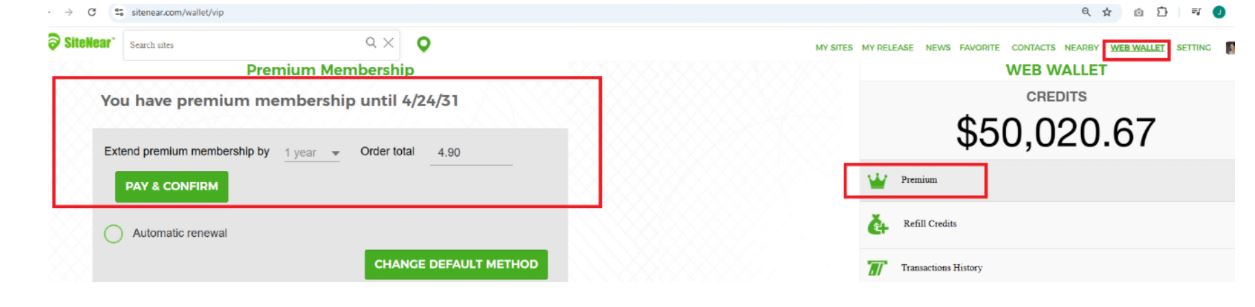 sitenear.com/wallet/vip
SiteNear
Search sites
MY SITES MY RELEASE NEWS FAVORITE CONTACTS NEARBY WEB WALLET SETTING
Premium Membership
You have premium membership until 4/24/31
Extend premium membership by 1 year Order total 4.90
PAY & CONFIRM
Automatic renewal
CHANGE DEFAULT METHOD
WEB WALLET
CREDITS
$50,020.67
Premium
Refill Credits
Transactions History